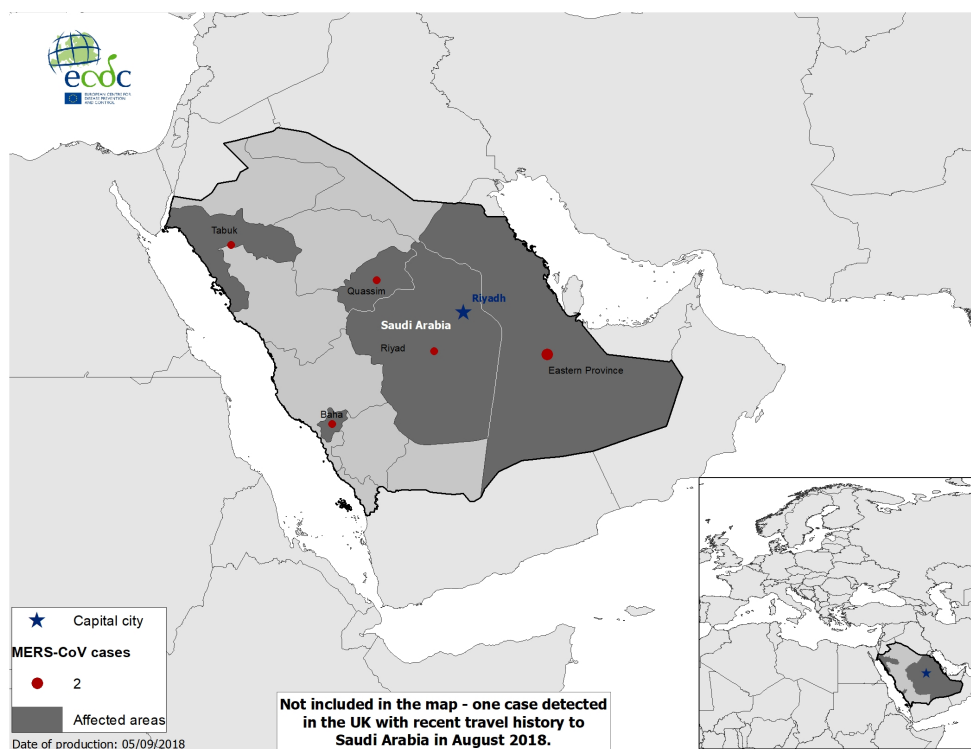 ecdc
EUROPEAN CENTRE FOR
DISEASE PREVENTION
AND CONTROL
Tabuk
Quassim
Riyadh
Saudi Arabia
Riyad
Eastern Province
Baha
Capital city
MERS-CoV cases
2
Affected areas
Date of production: 05/09/2018
Not included in the map - one case detected
in the UK with recent travel history to
Saudi Arabia in August 2018.